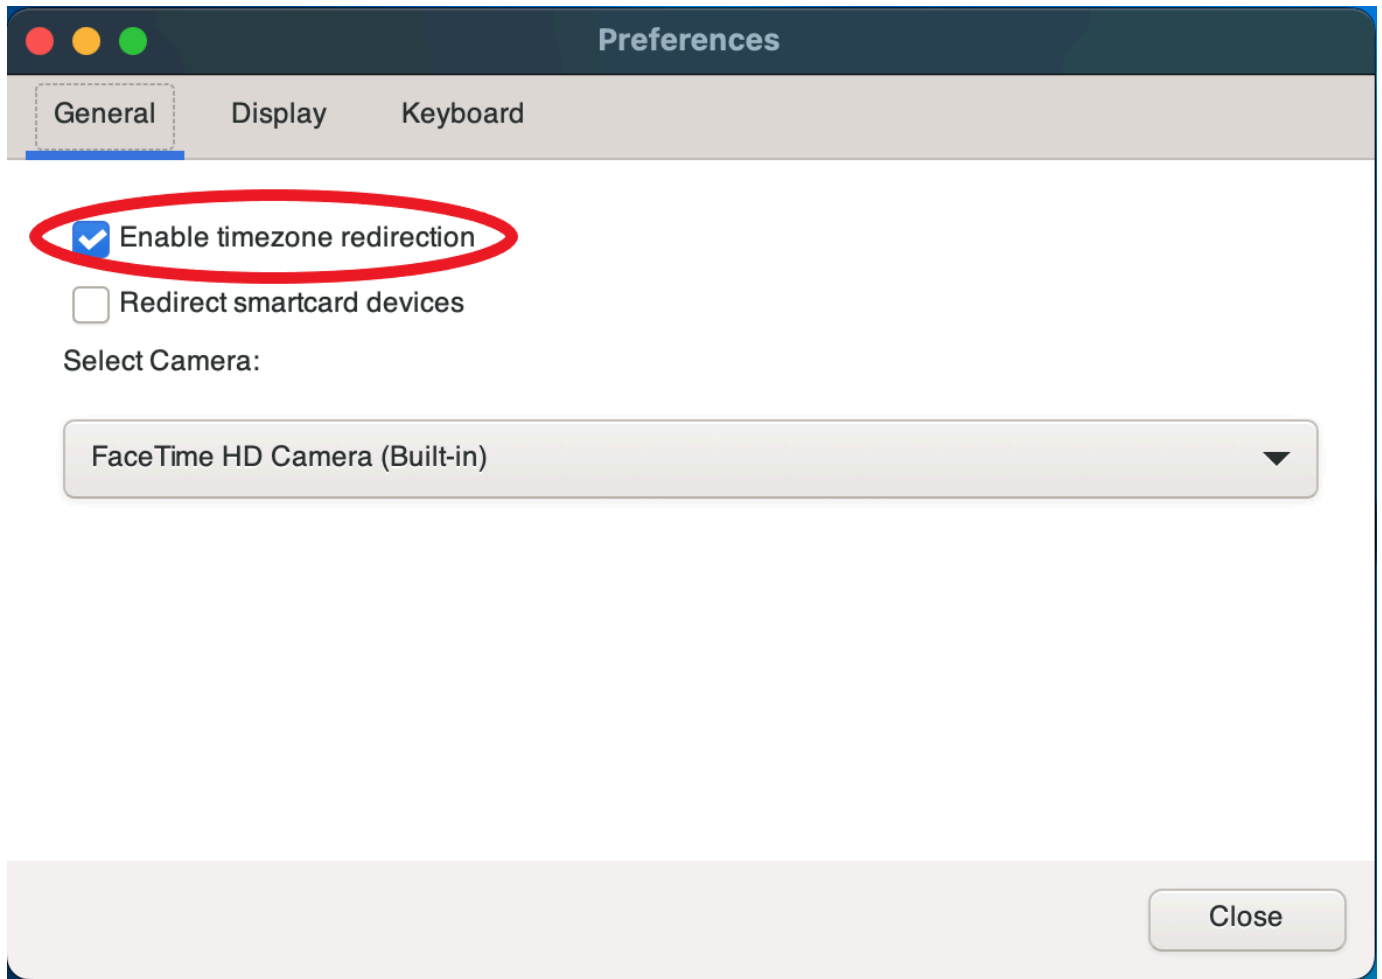 Preferences
General Display Keyboard
Enable timezone redirection
Redirect smartcard devices
Select Camera:
FaceTime HD Camera (Built-in)
Close